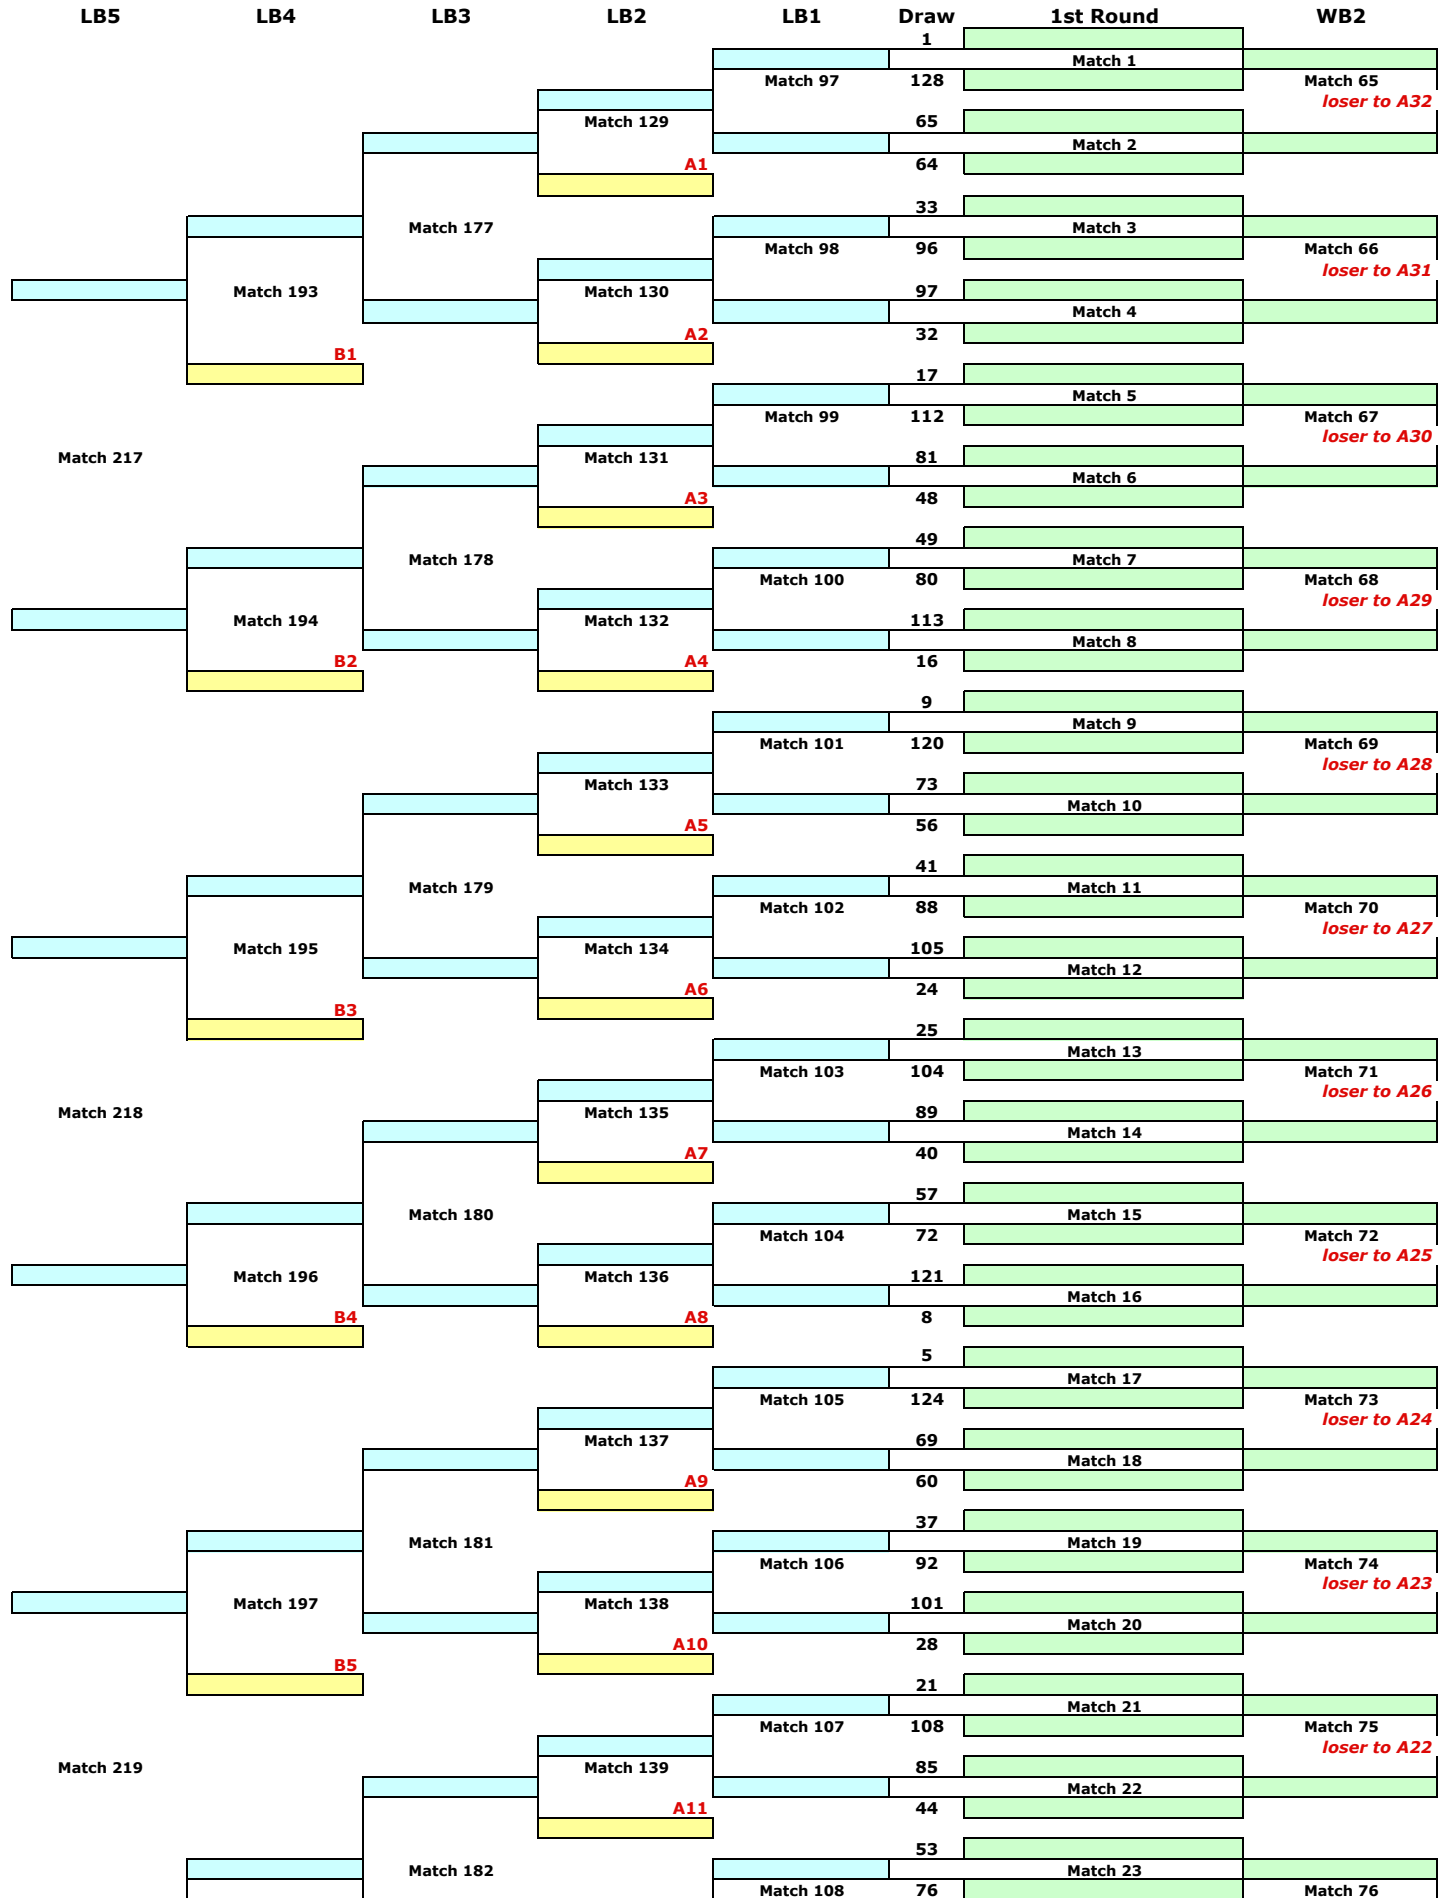 LB5 LB4 LB3 LB2 LB1 Draw 1st Round WB2
1
Match 1
Match 97 128 Match 65
loser to A32
Match 129 65
Match 2
A1 64
33
Match 177 Match 3
Match 98 96 Match 66
loser to A31
Match 193 Match 130 97
Match 4
A2 32
B1
17
Match 5
Match 99 112 Match 67
loser to A30
Match 217 Match 131 81
Match 6
A3 48
49
Match 178 Match 7
Match 100 80 Match 68
loser to A29
Match 194 Match 132 113
Match 8
B2 A4 16
9
Match 9
Match 101 120 Match 69
loser to A28
Match 133 73
Match 10
A5 56
41
Match 179 Match 11
Match 102 88 Match 70
loser to A27
Match 195 Match 134 105
Match 12
A6 24
B3
25
Match 13
Match 103 104 Match 71
loser to A26
Match 218 Match 135 89
Match 14
A7 40
57
Match 180 Match 15
Match 104 72 Match 72
loser to A25
Match 196 Match 136 121
Match 16
B4 A8 8
5
Match 17
Match 105 124 Match 73
loser to A24
Match 137 69
Match 18
A9 60
37
Match 181 Match 19
Match 106 92 Match 74
loser to A23
Match 197 Match 138 101
Match 20
A10 28
B5
21
Match 21
Match 107 108 Match 75
loser to A22
Match 219 Match 139 85
Match 22
A11 44
53
Match 182 Match 23
Match 108 76 Match 76